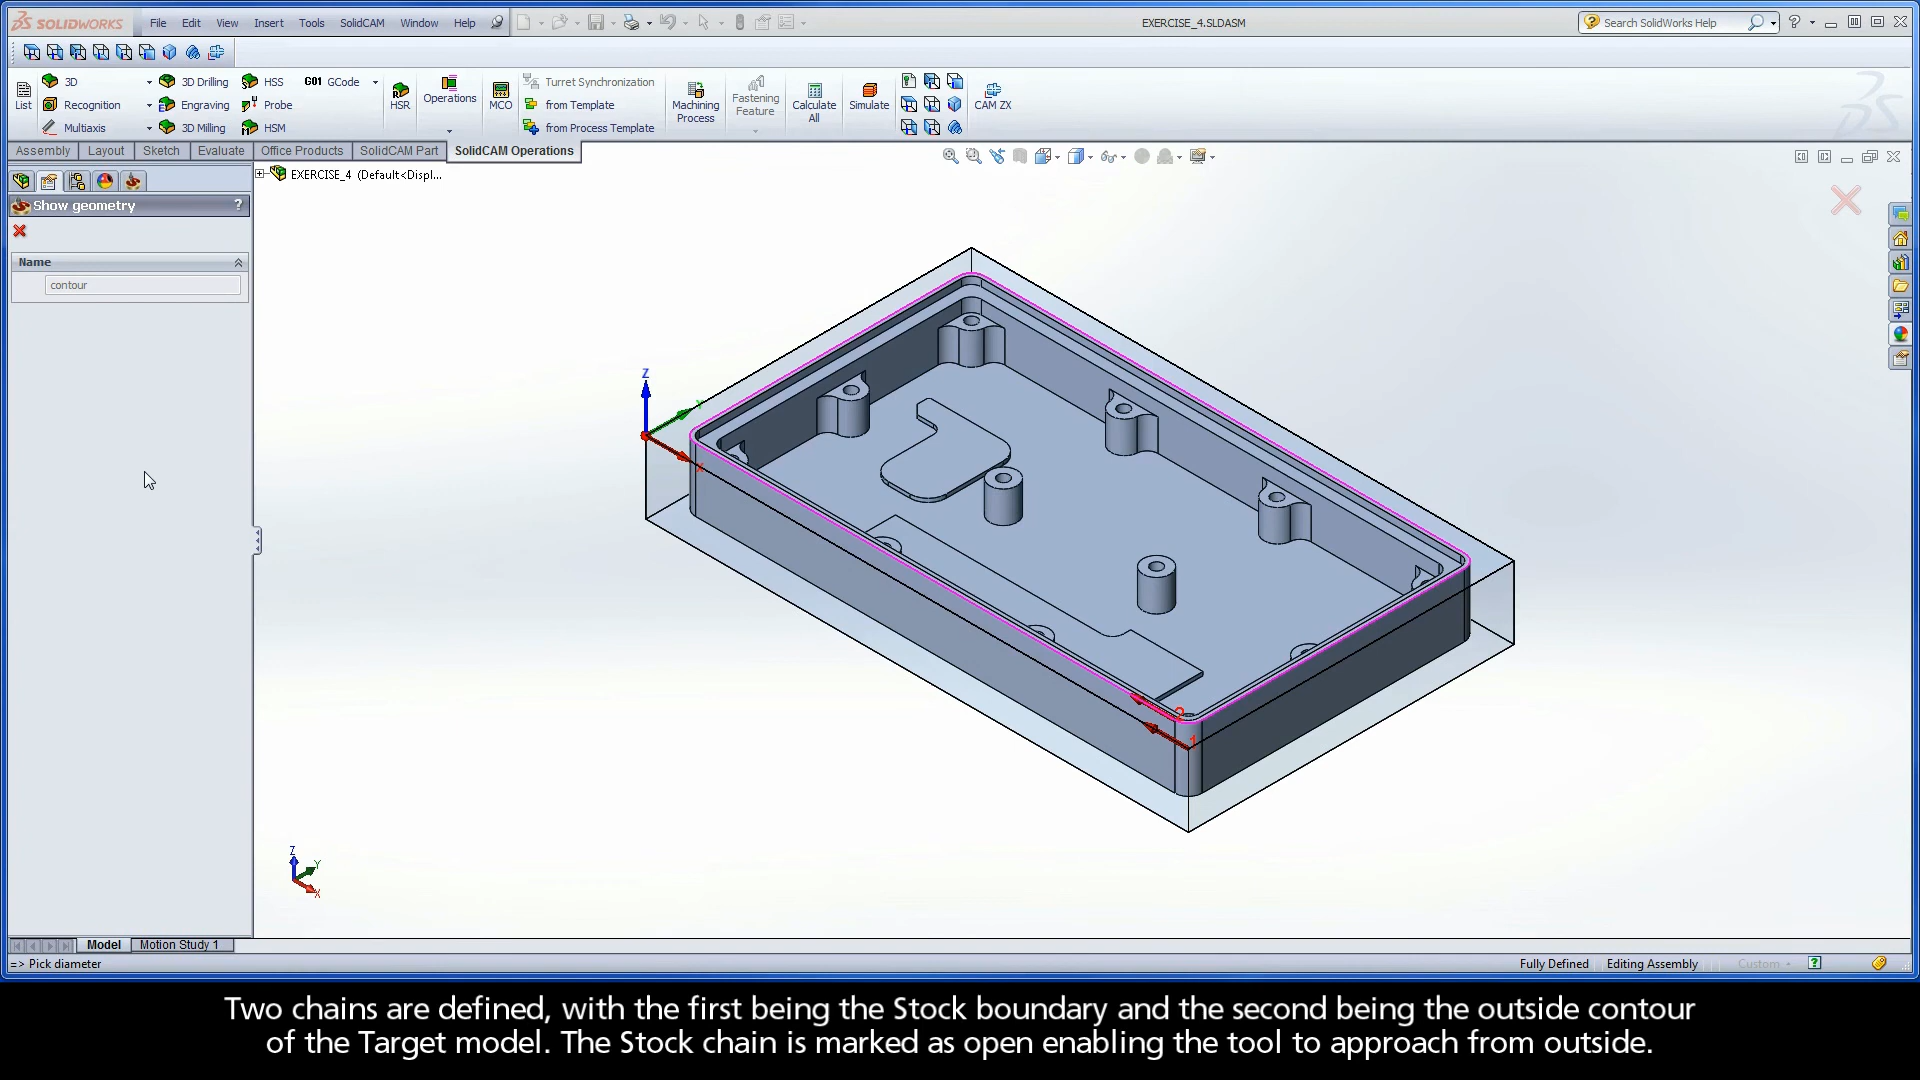 SOLIDWORKS File Edit View Insert Tools SolidCAM Window Help EXERCISE_4.SLDASM Search SolidWorks Help
3D 3D Drilling HSS G01 GCode Turret Synchronization
List Recognition Engraving Probe HSR Operations MCO from Template Machining Process Fastening Feature Calculate All Simulate CAM ZX
Multiaxis 3D Milling HSM from Process Template
Assembly Layout Sketch Evaluate Office Products SolidCAM Part SolidCAM Operations
EXERCISE_4 (Default<Displ...
Show geometry ?
Name
contour
Z
Y
X
2
1
Z
Y
X
Model Motion Study 1
=> Pick diameter Fully Defined Editing Assembly Custom
Two chains are defined, with the first being the Stock boundary and the second being the outside contour
of the Target model. The Stock chain is marked as open enabling the tool to approach from outside.